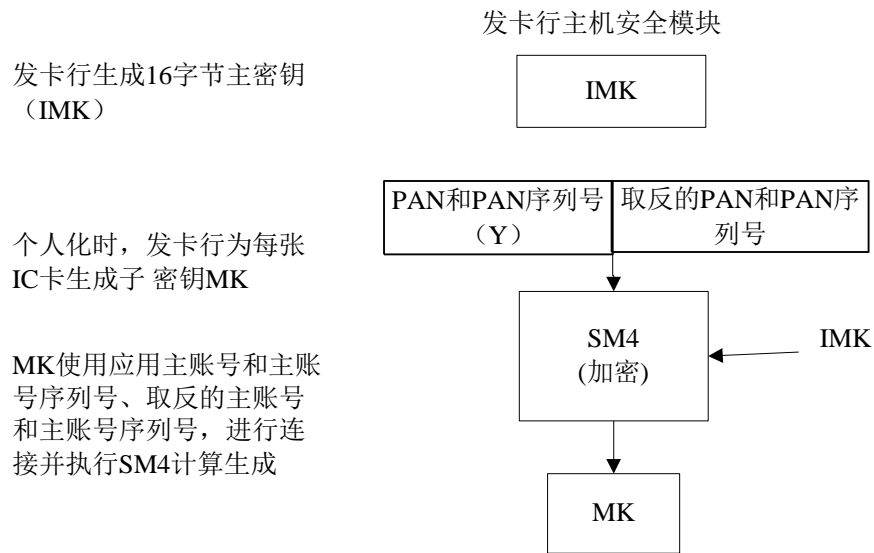 发卡行主机安全模块
发卡行生成16字节主密钥
（IMK）
IMK
PAN和PAN序列号
（Y）
取反的PAN和PAN序
列号
个人化时，发卡行为每张
IC卡生成子 密钥MK
SM4
(加密)
IMK
MK使用应用主账号和主账
号序列号、取反的主账号
和主账号序列号，进行连
接并执行SM4计算生成
MK